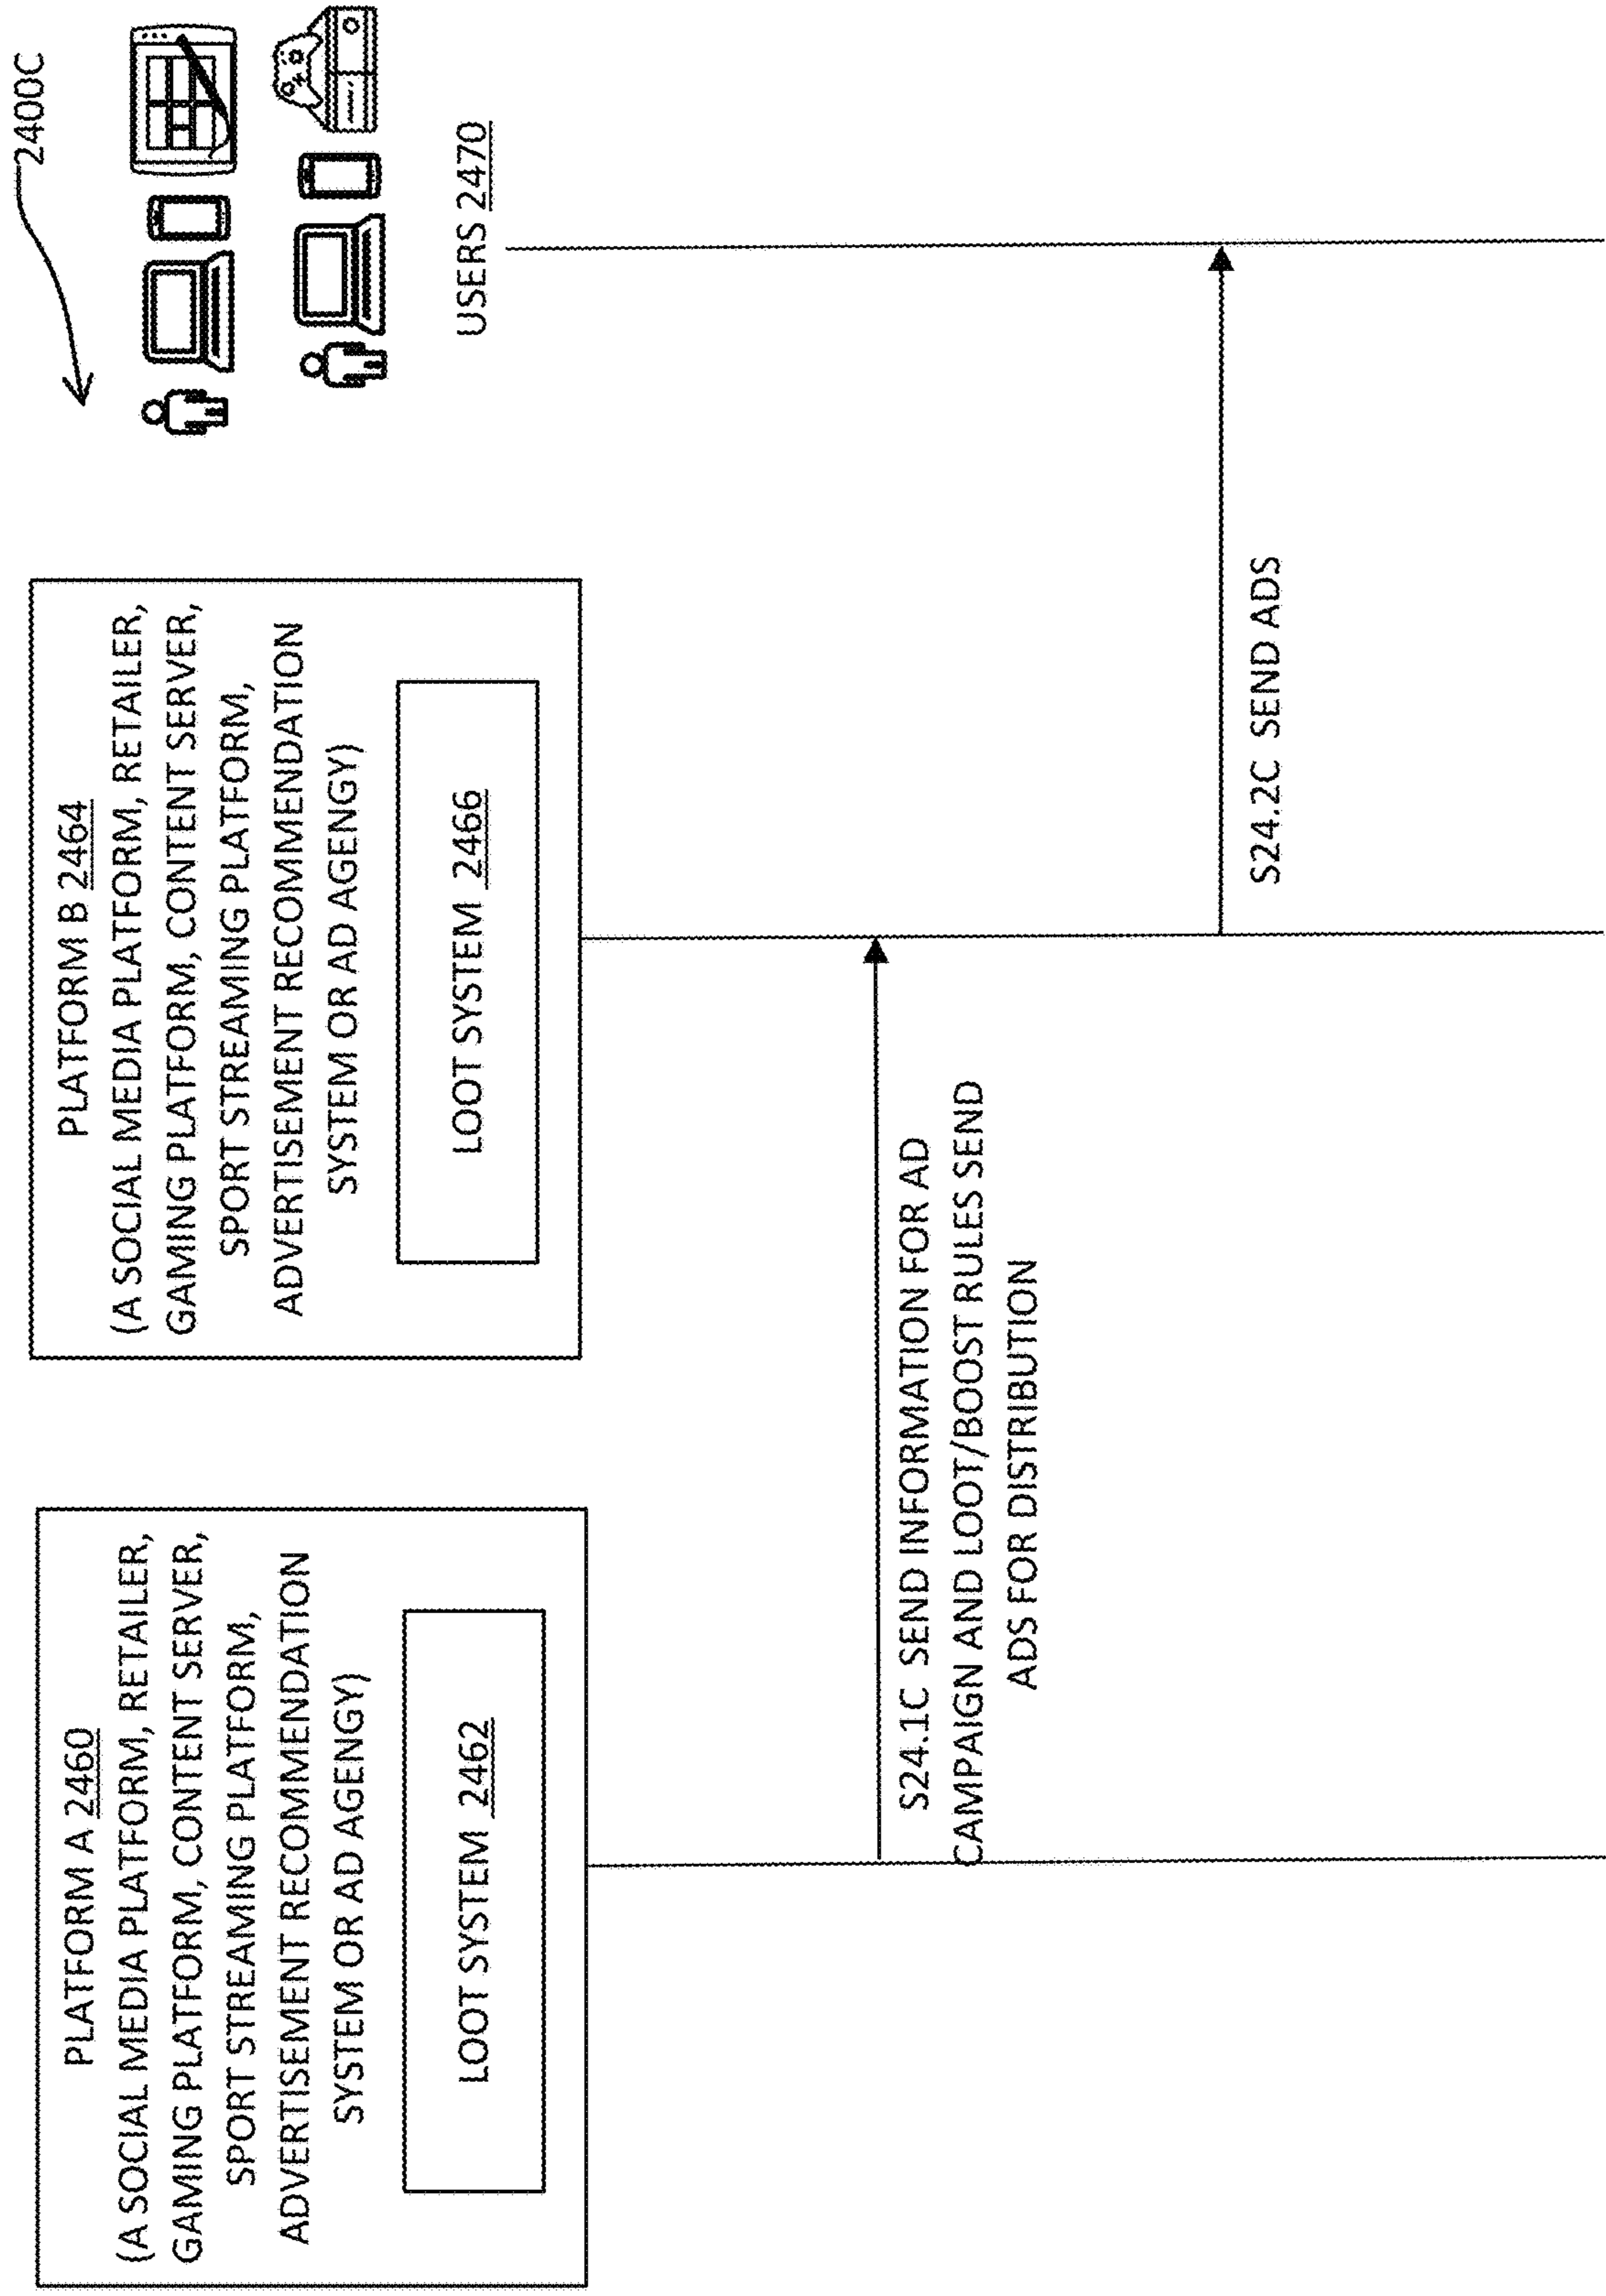 2400C
PLATFORM A 2460
(A SOCIAL MEDIA PLATFORM, RETAILER,
GAMING PLATFORM, CONTENT SERVER,
SPORT STREAMING PLATFORM,
ADVERTISEMENT RECOMMENDATION
SYSTEM OR AD AGENGY)
LOOT SYSTEM 2462
PLATFORM B 2464
(A SOCIAL MEDIA PLATFORM, RETAILER,
GAMING PLATFORM, CONTENT SERVER,
SPORT STREAMING PLATFORM,
ADVERTISEMENT RECOMMENDATION
SYSTEM OR AD AGENGY)
LOOT SYSTEM 2466
USERS 2470
S24.1C SEND INFORMATION FOR AD
CAMPAIGN AND LOOT/BOOST RULES SEND
ADS FOR DISTRIBUTION
S24.2C SEND ADS